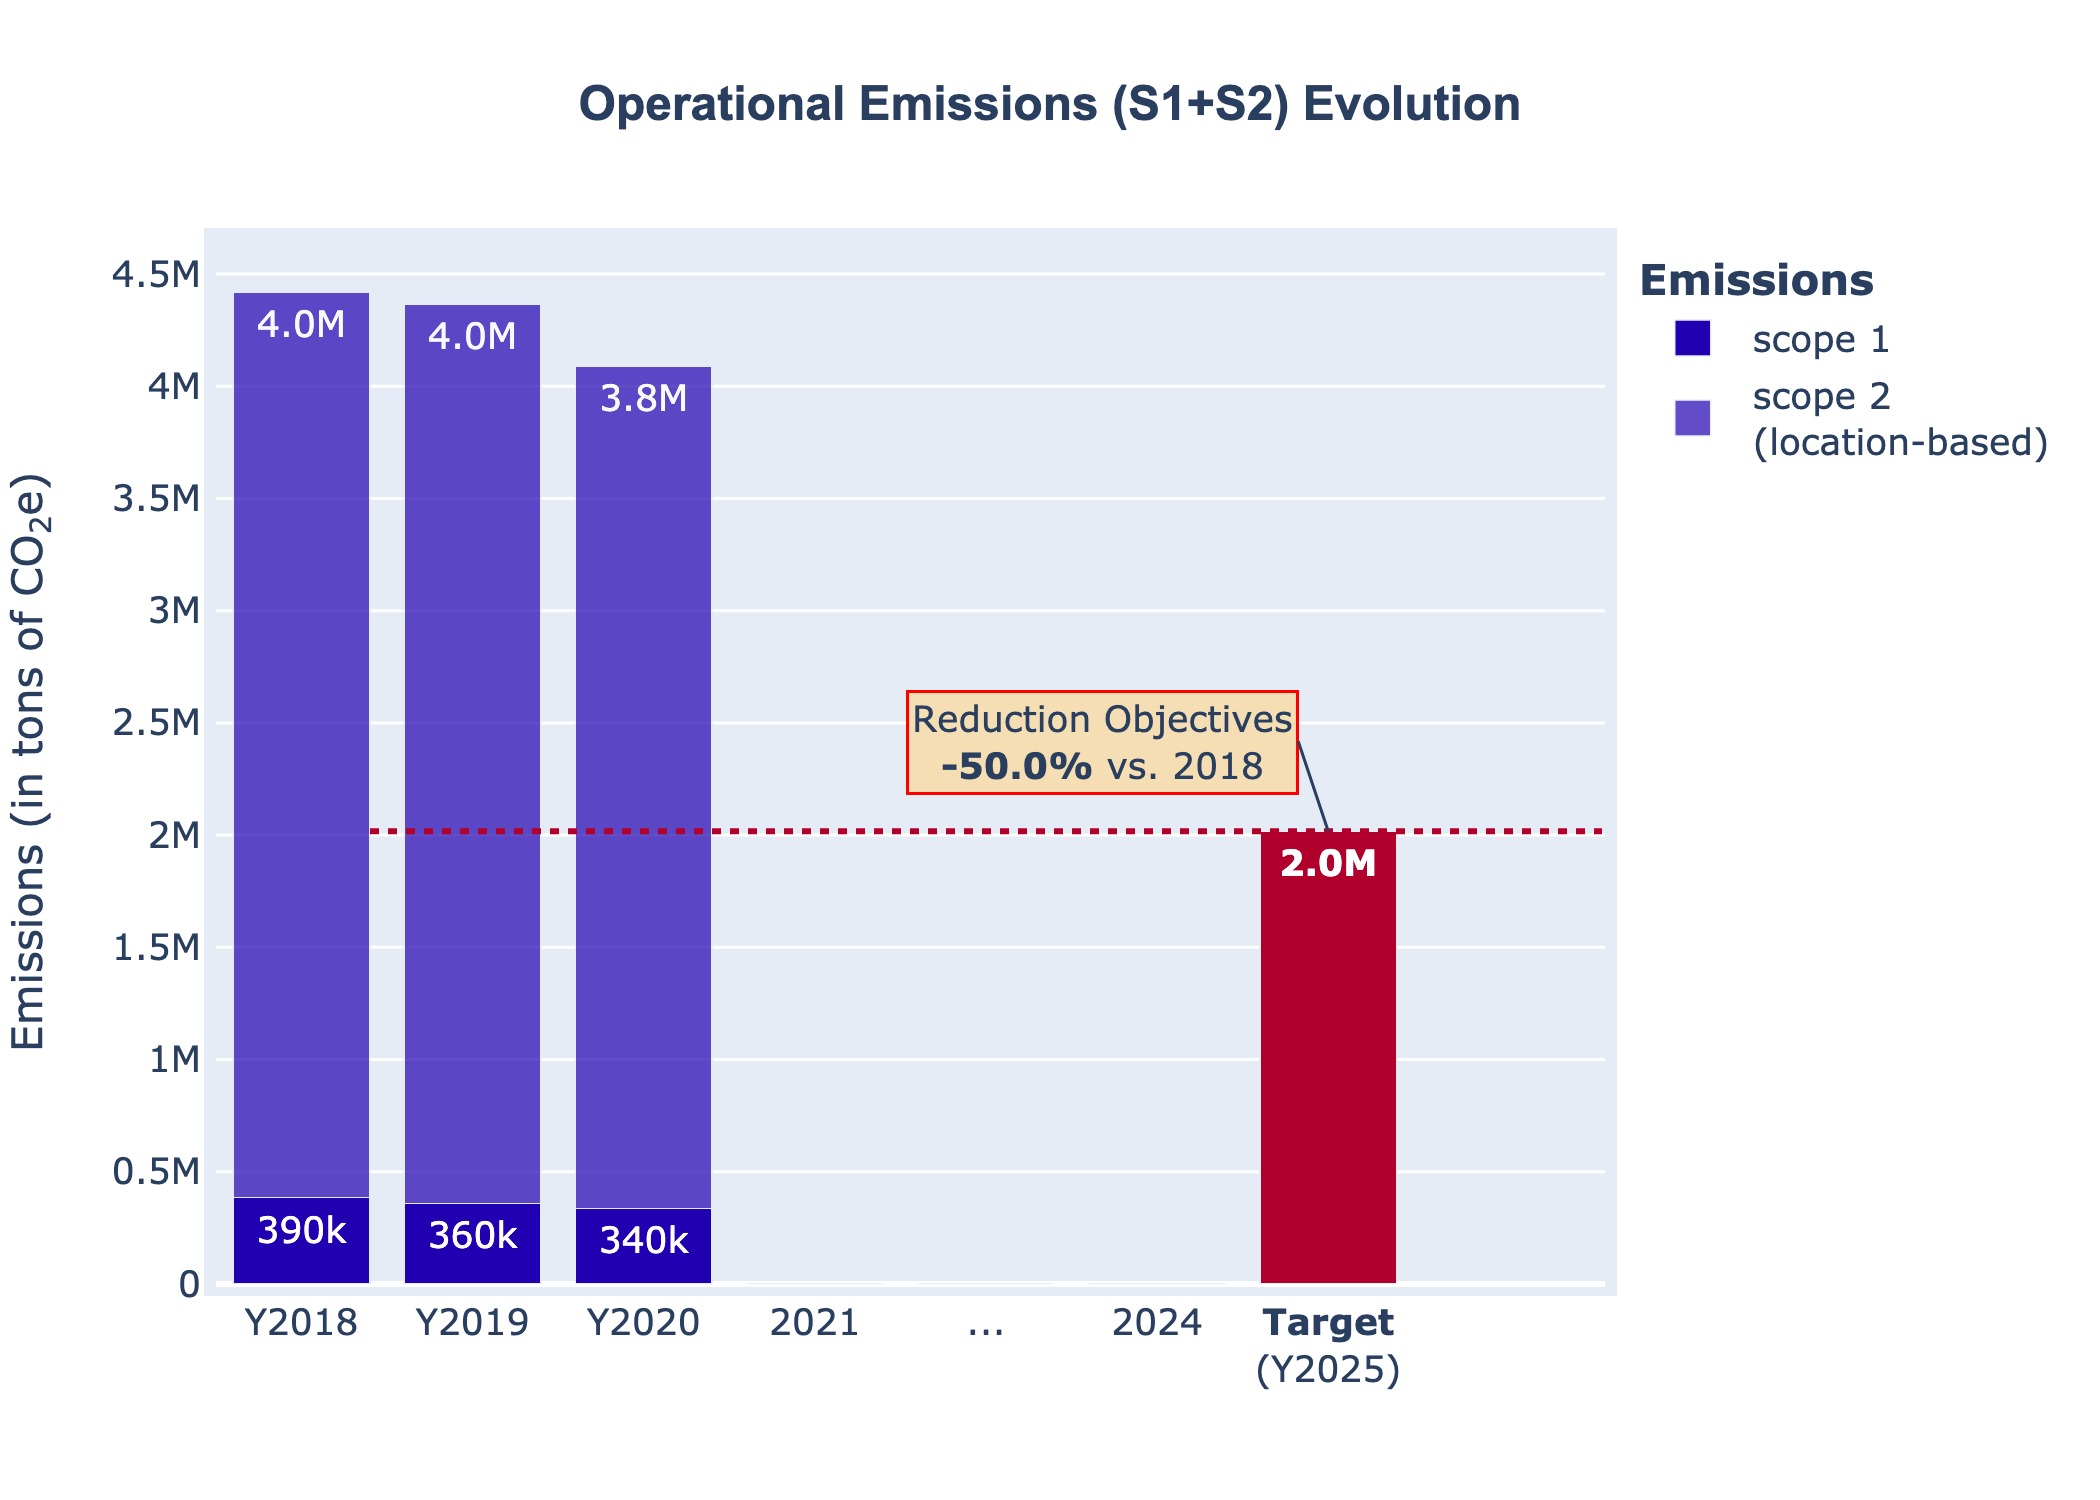 Operational Emissions (S1+S2) Evolution
Emissions (in tons of CO₂e)
4.5M
4M
3.5M
3M
2.5M
2M
1.5M
1M
0.5M
0
4.0M
4.0M
3.8M
390k
360k
340k
Reduction Objectives
-50.0% vs. 2018
2.0M
Y2018
Y2019
Y2020
2021
...
2024
Target
(Y2025)
Emissions
scope 1
scope 2
(location-based)